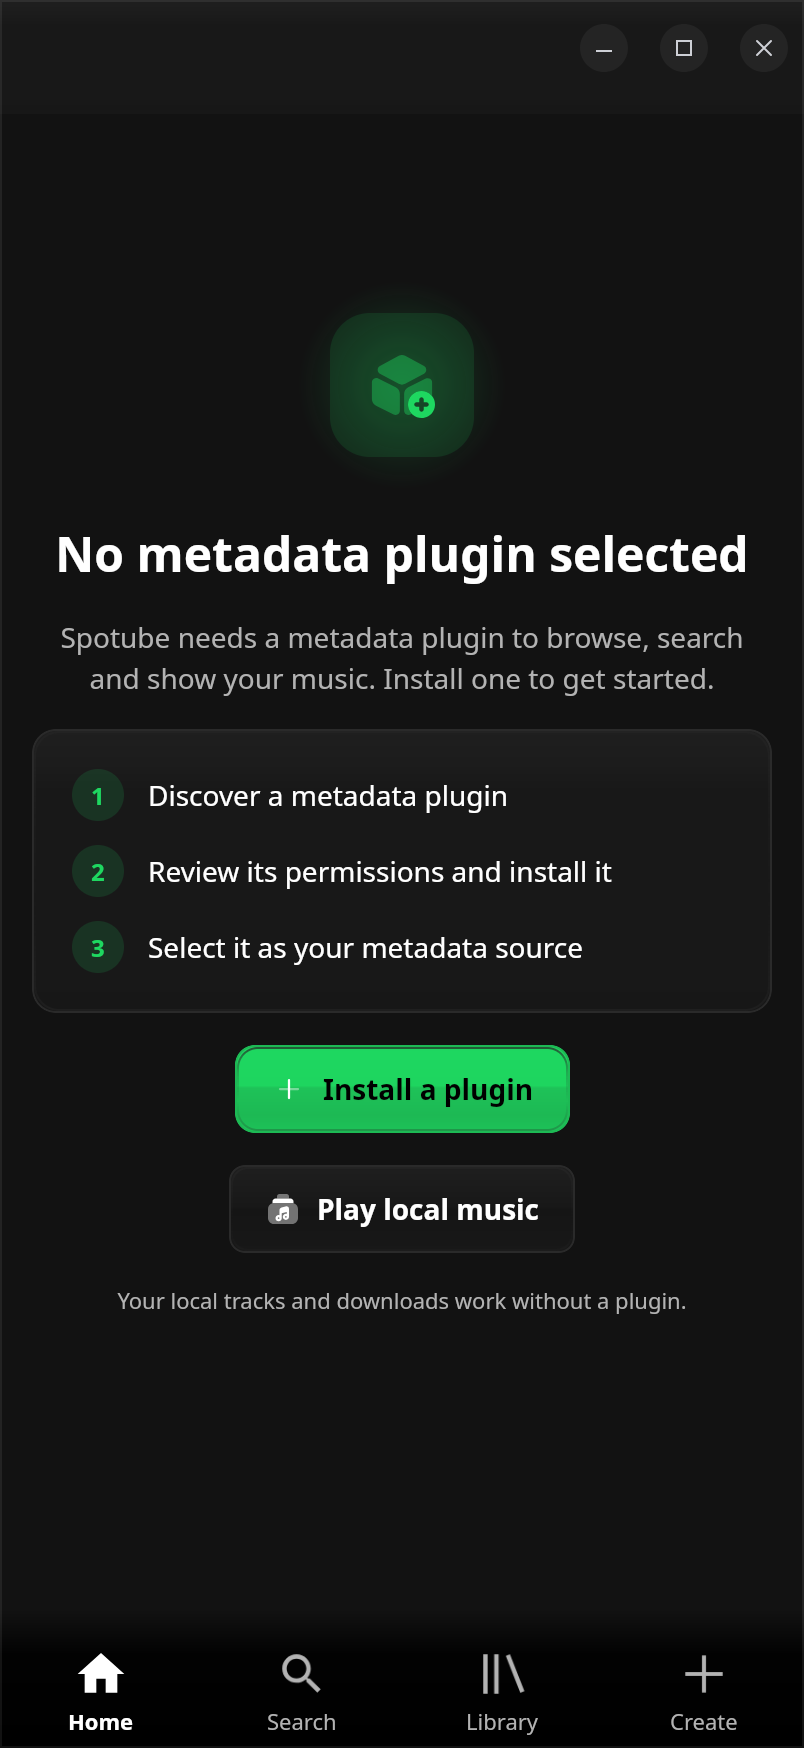 No metadata plugin selected
Spotube needs a metadata plugin to browse, search
and show your music. Install one to get started.
1 Discover a metadata plugin
2 Review its permissions and install it
3 Select it as your metadata source
Install a plugin
Play local music
Your local tracks and downloads work without a plugin.
Home Search Library Create